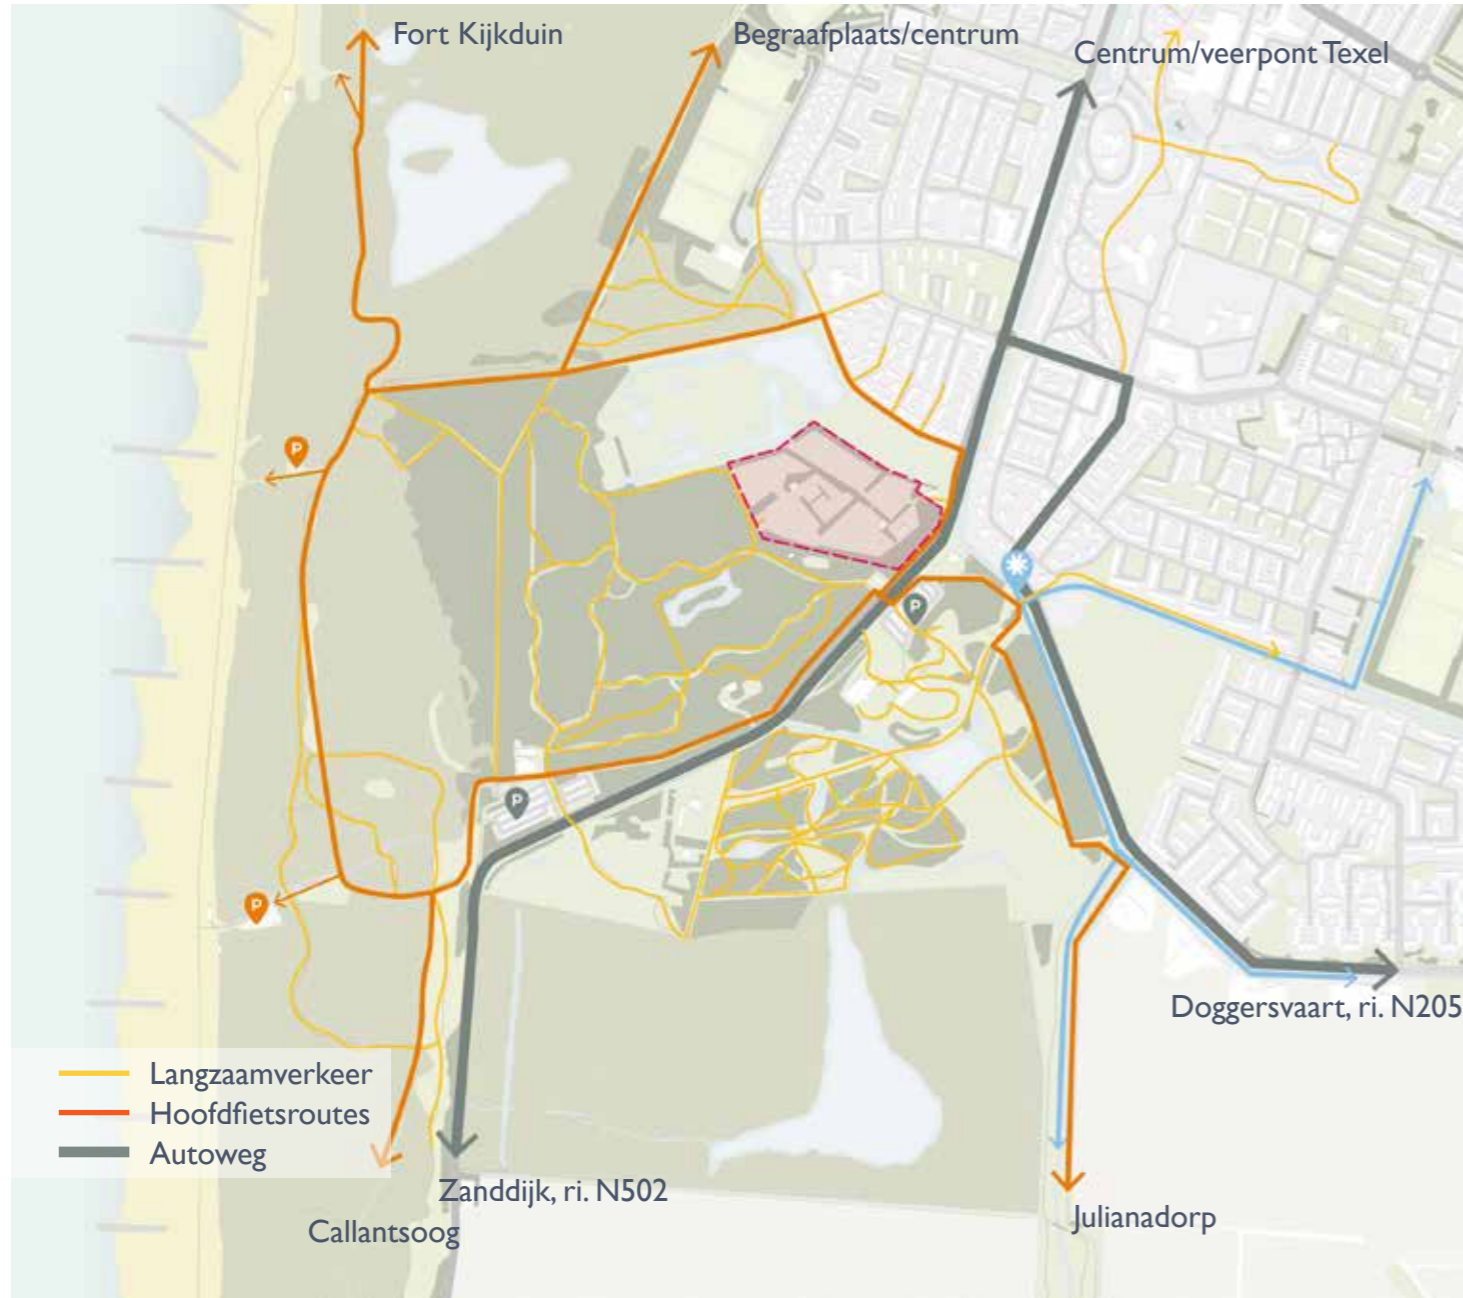 Fort Kijkduin
Begraafplaats/centrum
Centrum/veerpont Texel
P
P
P
P
Doggersvaart, ri. N205
Langzaamverkeer
Hoofdfietsroutes
Autoweg
Zanddijk, ri. N502
Callantsoog
Julianadorp